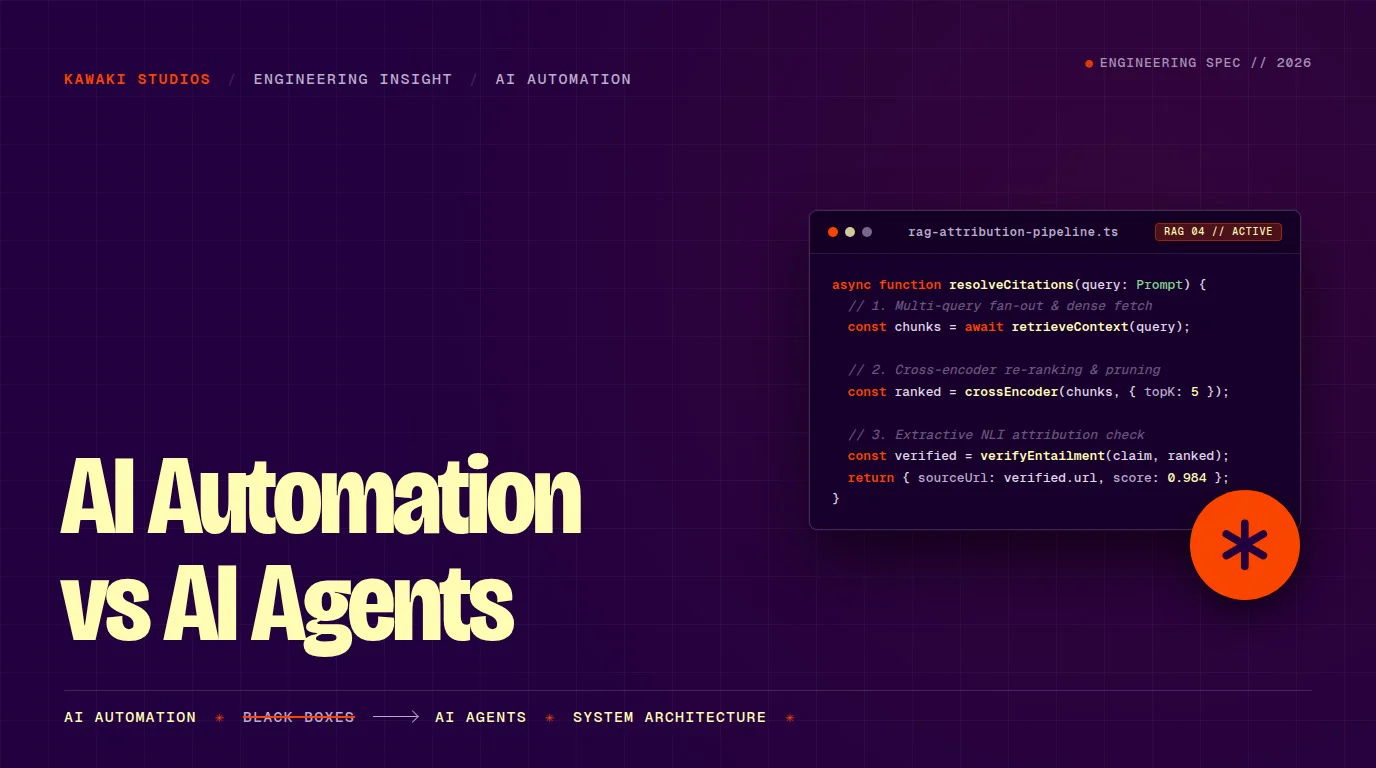 KAWAKI STUDIOS / ENGINEERING INSIGHT / AI AUTOMATION
ENGINEERING SPEC // 2026
rag-attribution-pipeline.ts
RAG 04 // ACTIVE
async function resolveCitations(query: Prompt) {
// 1. Multi-query fan-out & dense fetch
const chunks = await retrieveContext(query);
// 2. Cross-encoder re-ranking & pruning
const ranked = crossEncoder(chunks, { topK: 5 });
// 3. Extractive NLI attribution check
const verified = verifyEntailment(claim, ranked);
return { sourceUrl: verified.url, score: 0.984 };
}
AI Automation
vs AI Agents
AI AUTOMATION * BLACK BOXES → AI AGENTS * SYSTEM ARCHITECTURE *